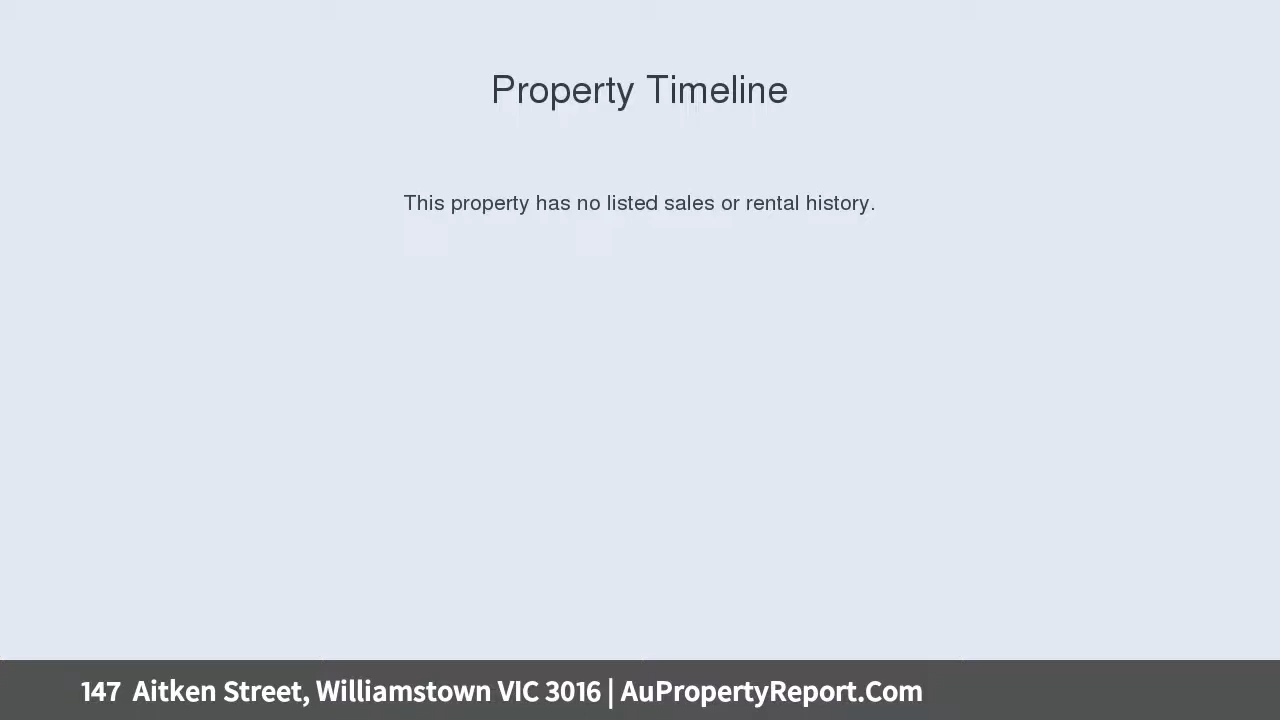 Property Timeline
This property has no listed sales or rental history.
147 Aitken Street, Williamstown VIC 3016 | AuPropertyReport.Com